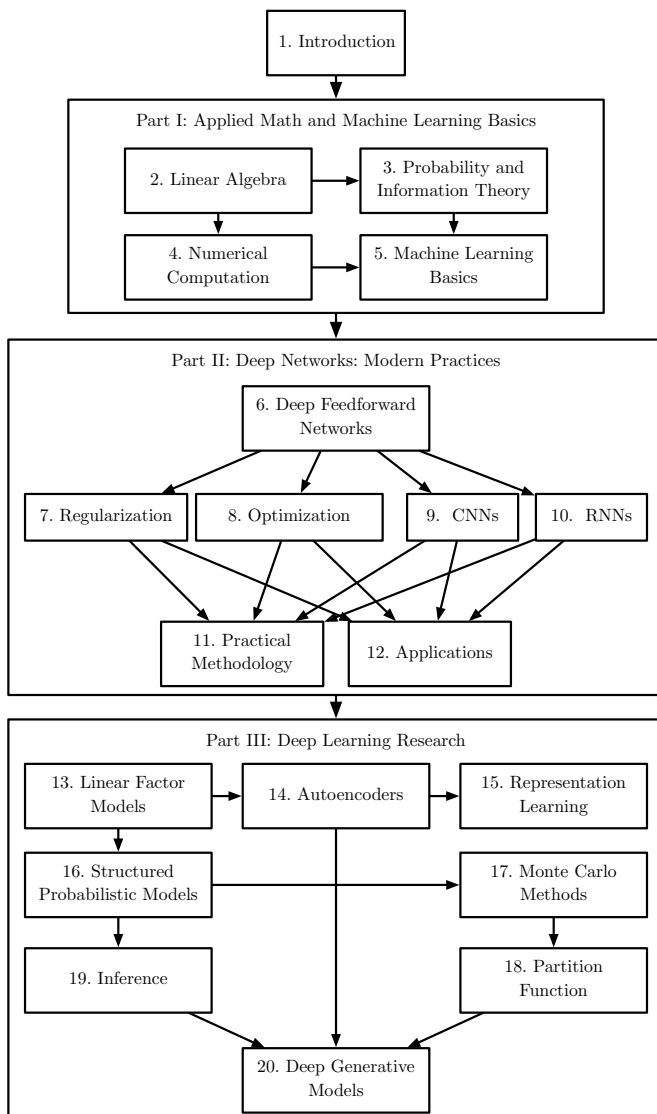 1. Introduction
Part I: Applied Math and Machine Learning Basics
2. Linear Algebra
3. Probability and
Information Theory
4. Numerical
Computation
5. Machine Learning
Basics
Part II: Deep Networks: Modern Practices
6. Deep Feedforward
Networks
7. Regularization
8. Optimization
9. CNNs
10. RNNs
11. Practical
Methodology
12. Applications
Part III: Deep Learning Research
13. Linear Factor
Models
14. Autoencoders
15. Representation
Learning
16. Structured
Probabilistic Models
17. Monte Carlo
Methods
19. Inference
18. Partition
Function
20. Deep Generative
Models